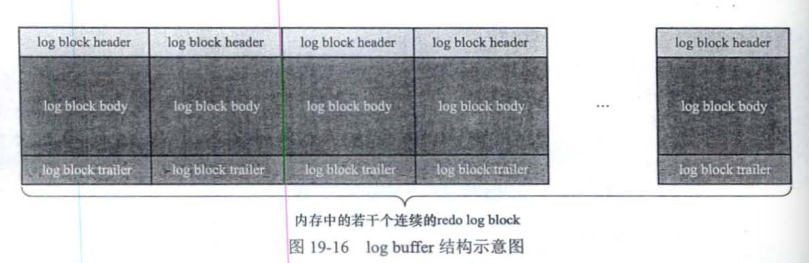 log block header log block header log block header log block header log block header
log block body log block body log block body log block body ... log block body
log block trailer log block trailer log block trailer log block trailer log block trailer
内存中的若干个连续的redo log block
图 19-16 log buffer 结构示意图